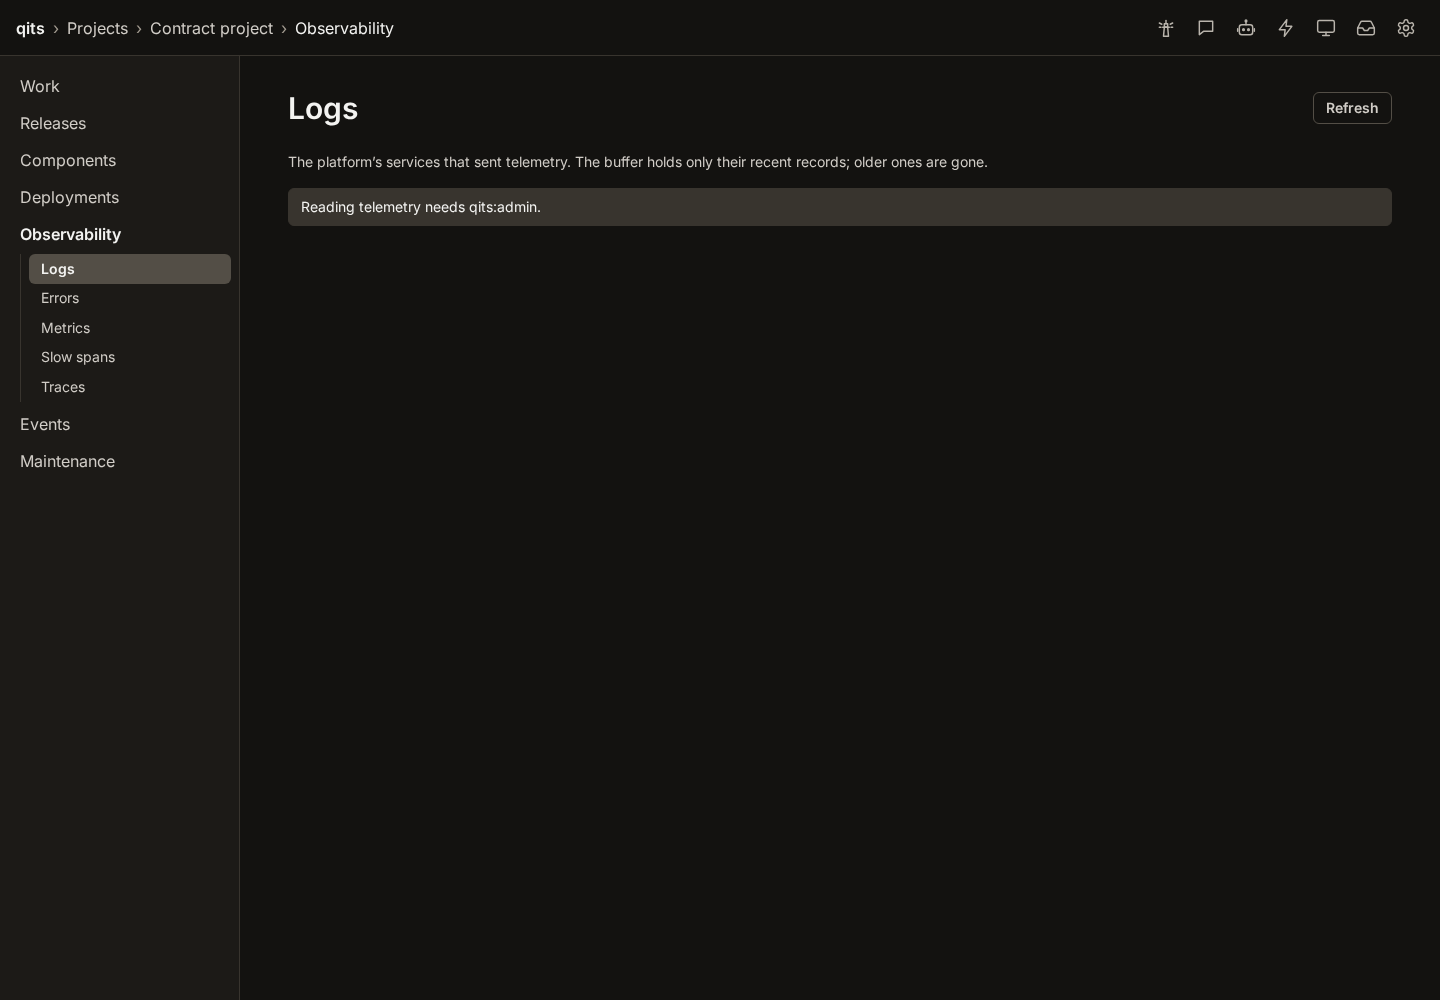 qits › Projects › Contract project › Observability
Work
Releases
Components
Deployments
Observability
Logs
Errors
Metrics
Slow spans
Traces
Events
Maintenance
Logs
Refresh
The platform’s services that sent telemetry. The buffer holds only their recent records; older ones are gone.
Reading telemetry needs qits:admin.